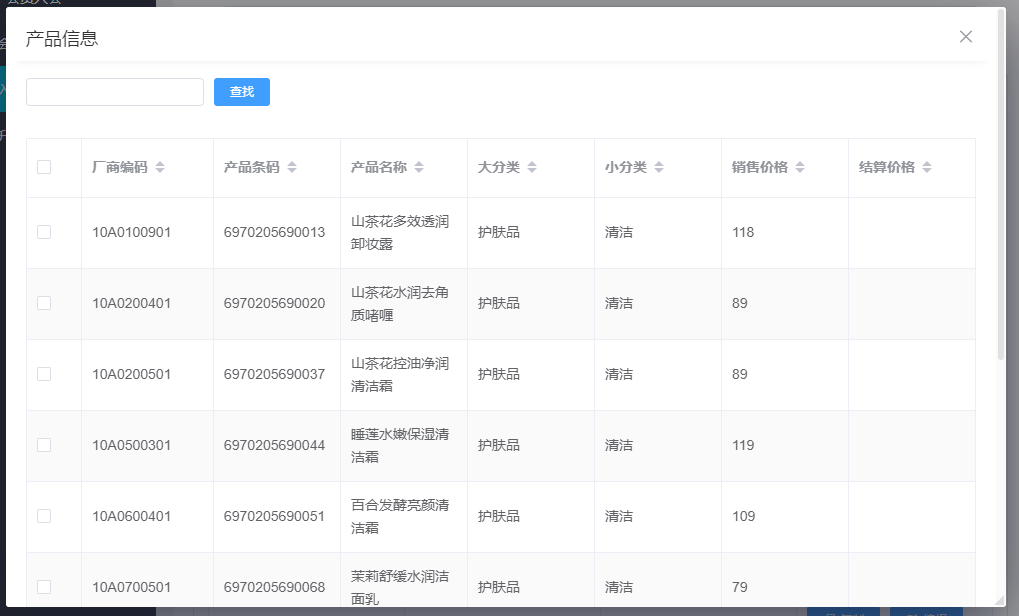 产品信息
查找
厂商编码 产品条码 产品名称 大分类 小分类 销售价格 结算价格
10A0100901 6970205690013 山茶花多效透润 护肤品 清洁 118
卸妆露
10A0200401 6970205690020 山茶花水润去角 护肤品 清洁 89
质啫喱
10A0200501 6970205690037 山茶花控油净润 护肤品 清洁 89
清洁霜
10A0500301 6970205690044 睡莲水嫩保湿清 护肤品 清洁 119
洁霜
10A0600401 6970205690051 百合发酵亮颜清 护肤品 清洁 109
洁霜
10A0700501 6970205690068 茉莉舒缓水润洁 护肤品 清洁 79
面乳